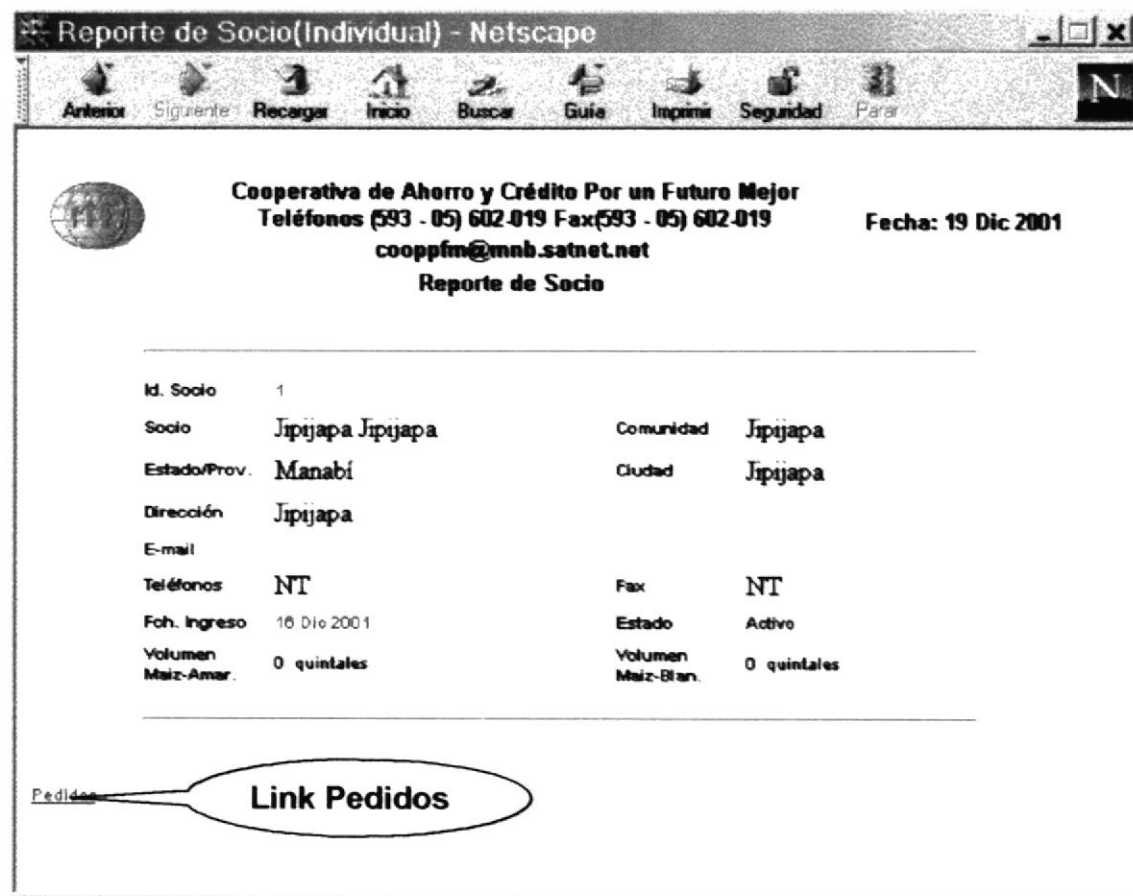 Reporte de Socio(Individual) - Netscape
Anterior Siguiente Recargar Inicio Buscar Guía Imprimir Seguridad Parar
N
Cooperativa de Ahorro y Crédito Por un Futuro Mejor
Teléfonos (593 - 05) 602-019 Fax(593 - 05) 602-019
Fecha: 19 Dic 2001
cooppfm@mnb.satnet.net
Reporte de Socio
Id. Socio 1
Socio Jipijapa Jipijapa Comunidad Jipijapa
Estado/Prov. Manabí Ciudad Jipijapa
Dirección Jipijapa
E-mail
Teléfonos NT Fax NT
Fch. Ingreso 16 Dic 2001 Estado Activo
Volumen Maiz-Amar. 0 quintales Volumen Maiz-Blan. 0 quintales
Pedidos
Link Pedidos